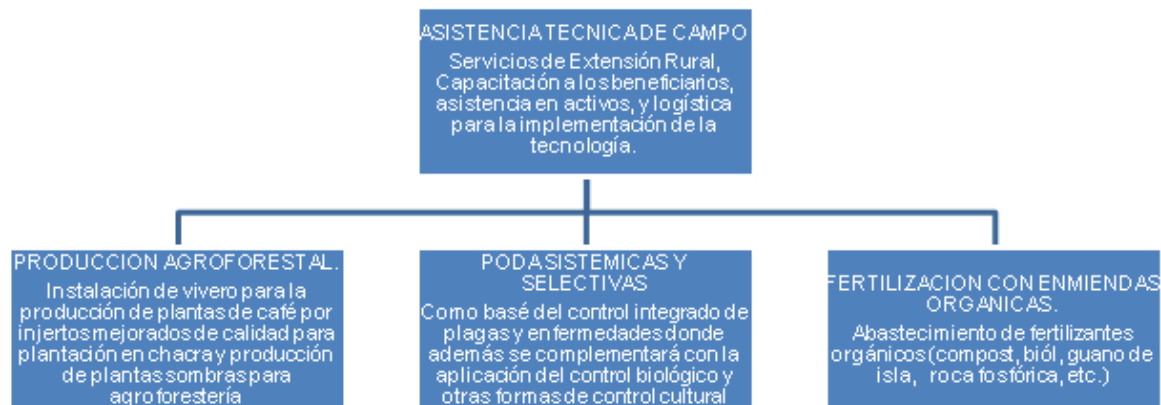 ASISTENCIA TECNICA DE CAMPO
Servicios de Extensión Rural,
Capacitación a los beneficiarios,
asistencia en activos, y logística
para la implementación de la
tecnología.
PRODUCCION AGROFORESTAL.
Instalación de vivero para la
producción de plantas de café por
injertos mejorados de calidad para
plantación en chacra y producción
de plantas sombras para
agroforestería
PODA SISTEMICAS Y
SELECTIVAS
Como basé del control integrado de
plagas y enfermedades donde
además se complementará con la
aplicación del control biológico y
otras formas de control cultural
FERTILIZACION CON ENMIENDAS
ORGANICAS.
Abastecimiento de fertilizantes
orgánicos (compost, biól, guano de
isla, roca fosfórica, etc.)